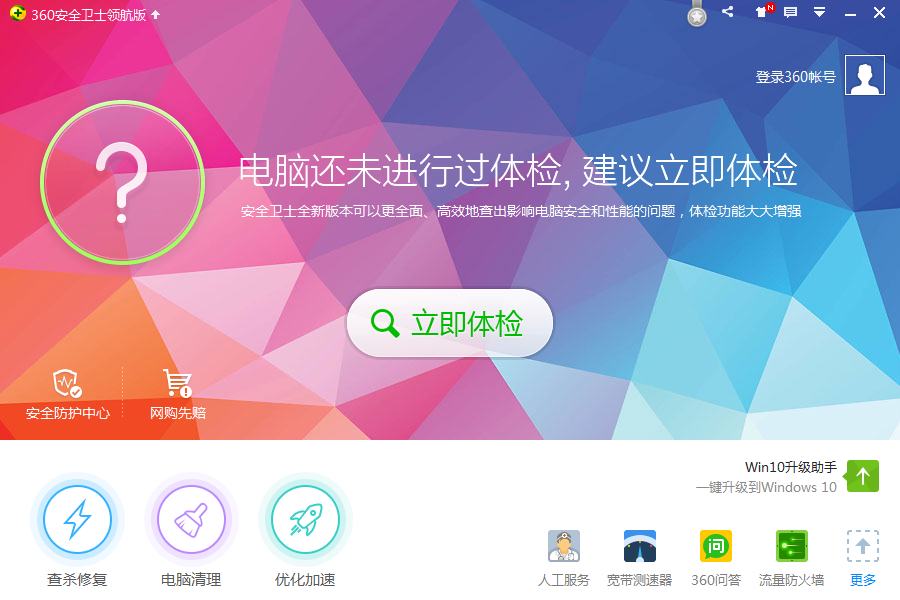 360安全卫士领航版
N
登录360帐号
电脑还未进行过体检, 建议立即体检
安全卫士全新版本可以更全面、高效地查出影响电脑安全和性能的问题，体检功能大大增强
立即体检
安全防护中心
网购先赔
Win10升级助手
一键升级到Windows 10
查杀修复
电脑清理
优化加速
问
人工服务
宽带测速器
360问答
流量防火墙
更多